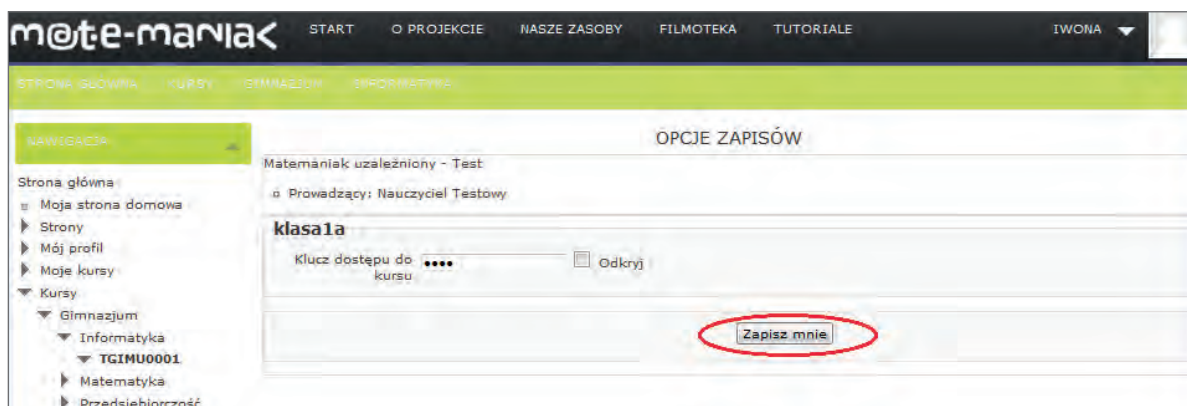 m@te-maniak START O PROJEKCIE NASZE ZASOBY FILMOTEKA TUTORIALE IWONA
STRONA GŁÓWNA KURSY GIMNAZJUM INFORMATYKA
NAWIGACJA
OPCJE ZAPISÓW
Matemaniak uzależniony - Test
Prowadzący: Nauczyciel Testowy
klasa1a
Klucz dostępu do
kursu
•••• Odkryj
Zapisz mnie
Strona główna
Moja strona domowa
Strony
Mój profil
Moje kursy
Kursy
Gimnazjum
Informatyka
TGIMU0001
Matematyka
Przedsiębiorczość